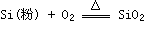 Si(粉) + O₂ ═(△)═ SiO₂